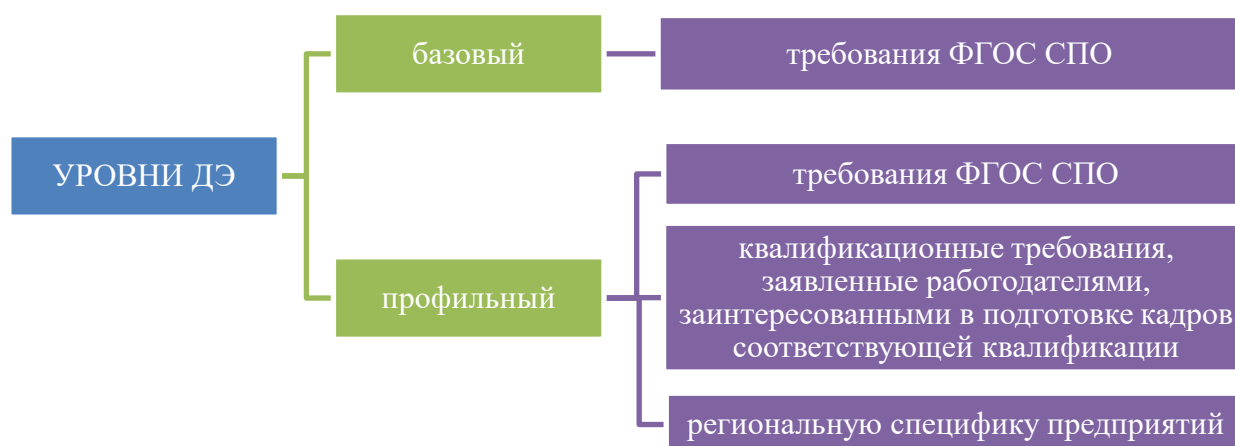 УРОВНИ ДЭ
базовый
требования ФГОС СПО
профильный
требования ФГОС СПО
квалификационные требования,
заявленные работодателями,
заинтересованными в подготовке кадров
соответствующей квалификации
региональную специфику предприятий